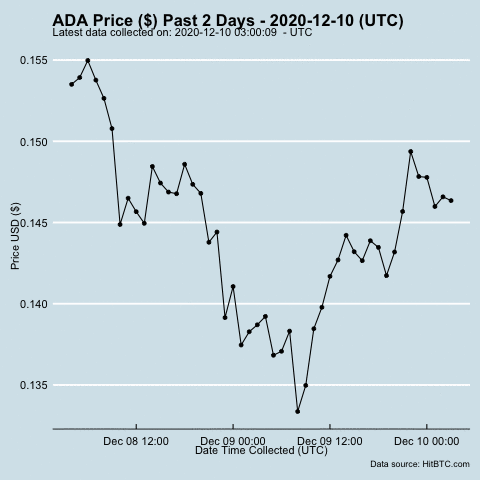 ADA Price ($) Past 2 Days - 2020-12-10 (UTC)
Latest data collected on: 2020-12-10 03:00:09  - UTC
0.155
0.150
0.145
0.140
0.135
Price USD ($)
Dec 08 12:00 Dec 09 00:00 Dec 09 12:00 Dec 10 00:00
Date Time Collected (UTC)
Data source: HitBTC.com